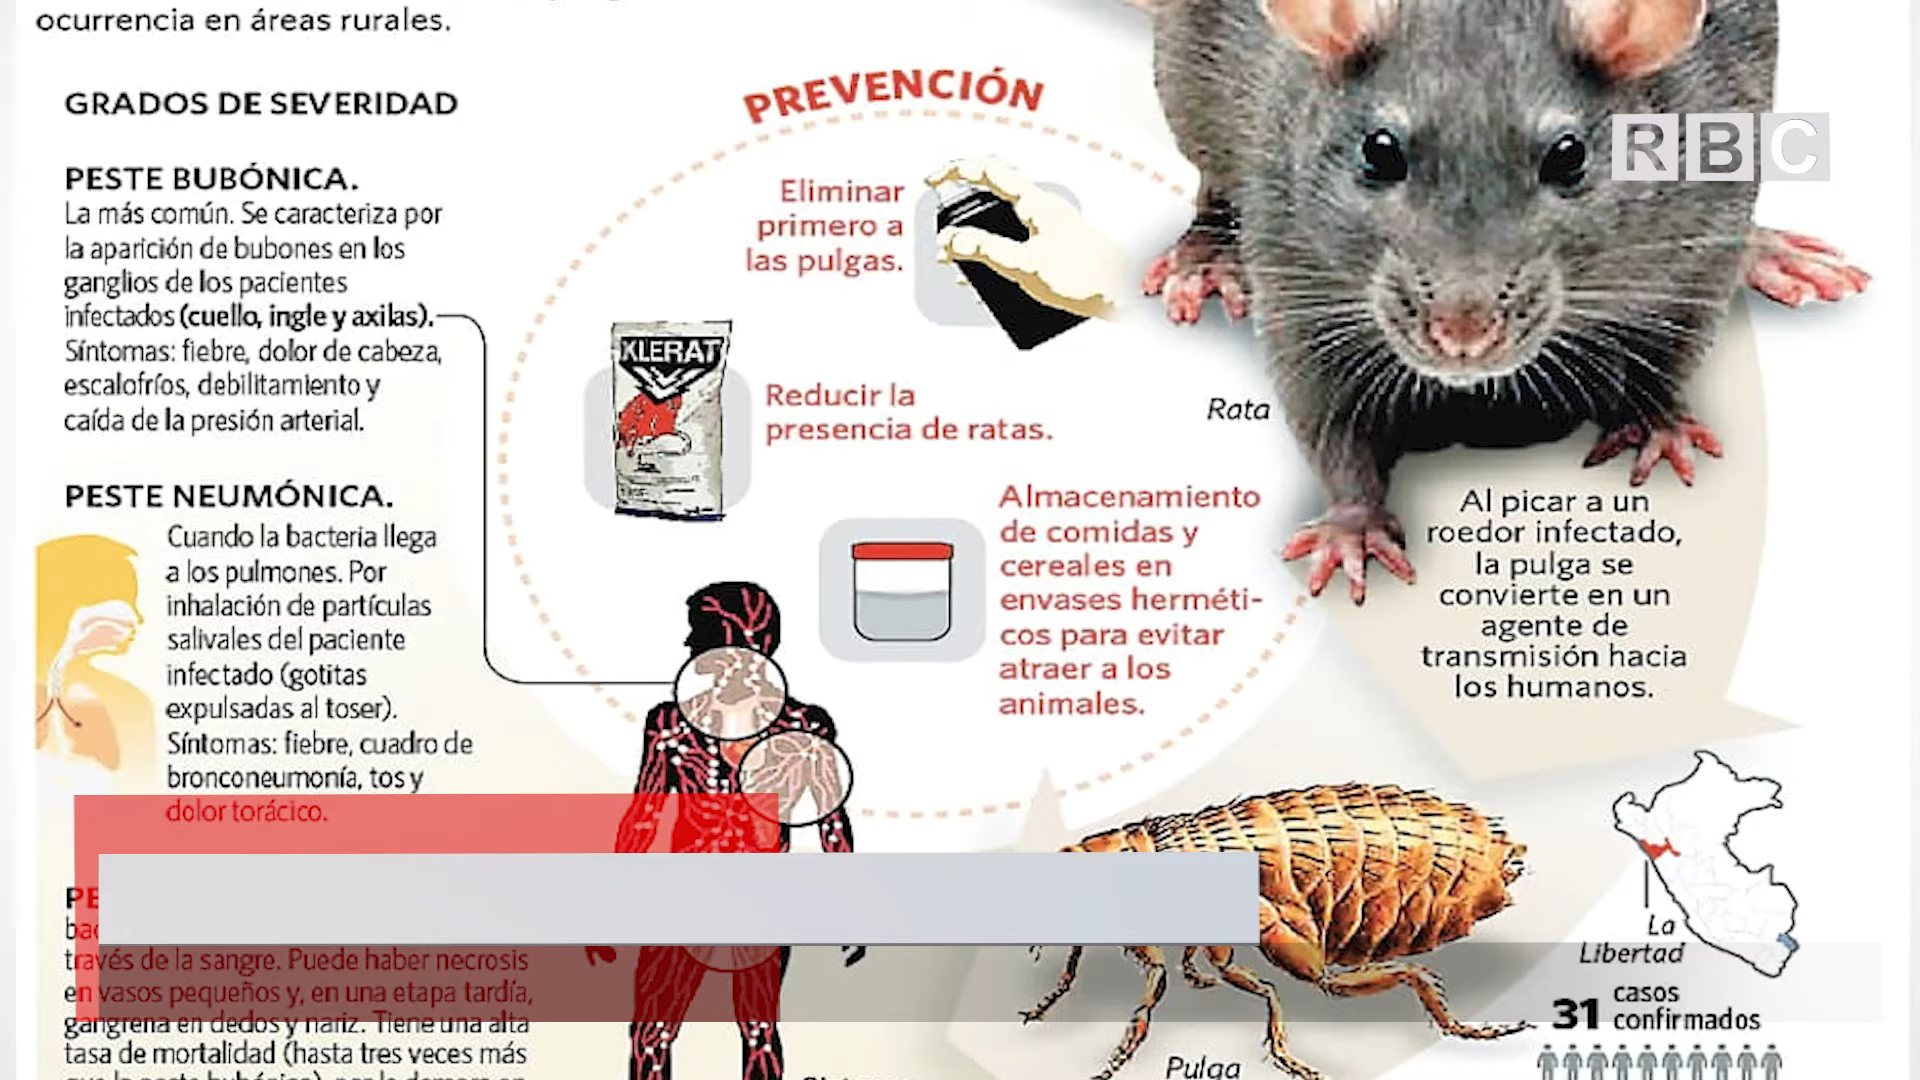 ocurrencia en áreas rurales.
GRADOS DE SEVERIDAD
PESTE BUBÓNICA.
La más común. Se caracteriza por
la aparición de bubones en los
ganglios de los pacientes
infectados (cuello, ingle y axilas).
Síntomas: fiebre, dolor de cabeza,
escalofríos, debilitamiento y
caída de la presión arterial.
PESTE NEUMÓNICA.
Cuando la bacteria llega
a los pulmones. Por
inhalación de partículas
salivales del paciente
infectado (gotitas
expulsadas al toser).
Síntomas: fiebre, cuadro de
bronconeumonía, tos y
dolor torácico.
través de la sangre. Puede haber necrosis
en vasos pequeños y, en una etapa tardía,
gangrena en dedos y nariz. Tiene una alta
tasa de mortalidad (hasta tres veces más
PREVENCIÓN
Eliminar
primero a
las pulgas.
KLERAT
Reducir la
presencia de ratas.
Almacenamiento
de comidas y
cereales en
envases herméti-
cos para evitar
atraer a los
animales.
Rata
RBC
Al picar a un
roedor infectado,
la pulga se
convierte en un
agente de
transmisión hacia
los humanos.
La
Libertad
31 casos
confirmados
Pulga